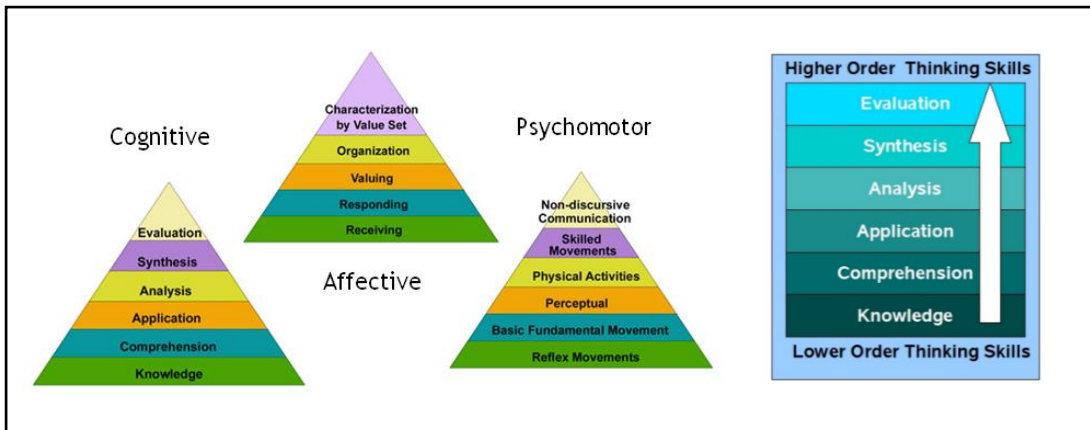 Cognitive
Evaluation
Synthesis
Analysis
Application
Comprehension
Knowledge
Characterization
by Value Set
Organization
Valuing
Responding
Receiving
Affective
Psychomotor
Non-discursive
Communication
Skilled
Movements
Physical Activities
Perceptual
Basic Fundamental Movement
Reflex Movements
Higher Order Thinking Skills
Evaluation
Synthesis
Analysis
Application
Comprehension
Knowledge
Lower Order Thinking Skills